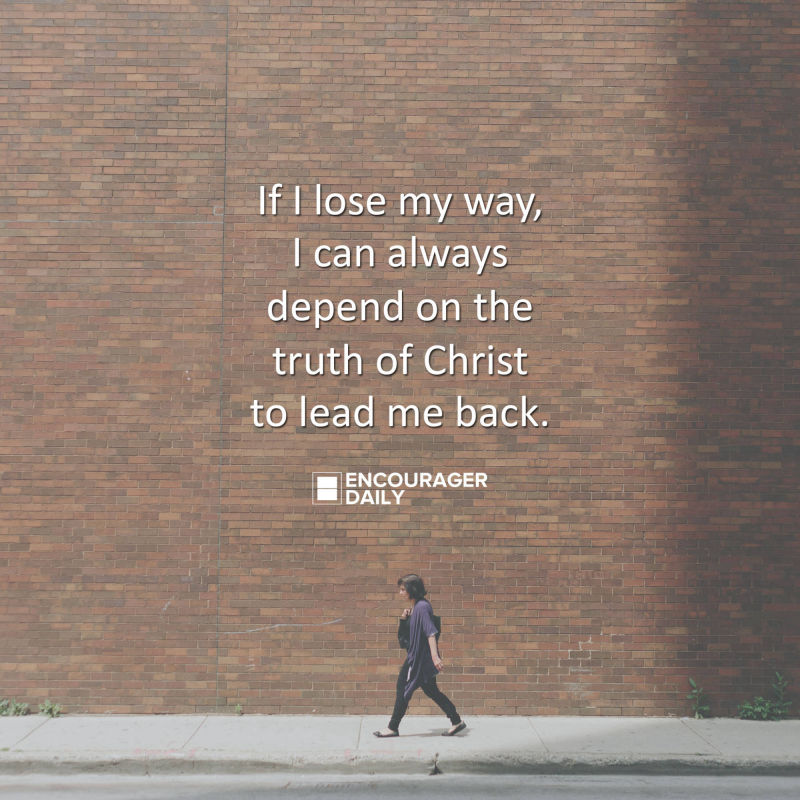 If I lose my way,
I can always
depend on the
truth of Christ
to lead me back.
ENCOURAGER
DAILY